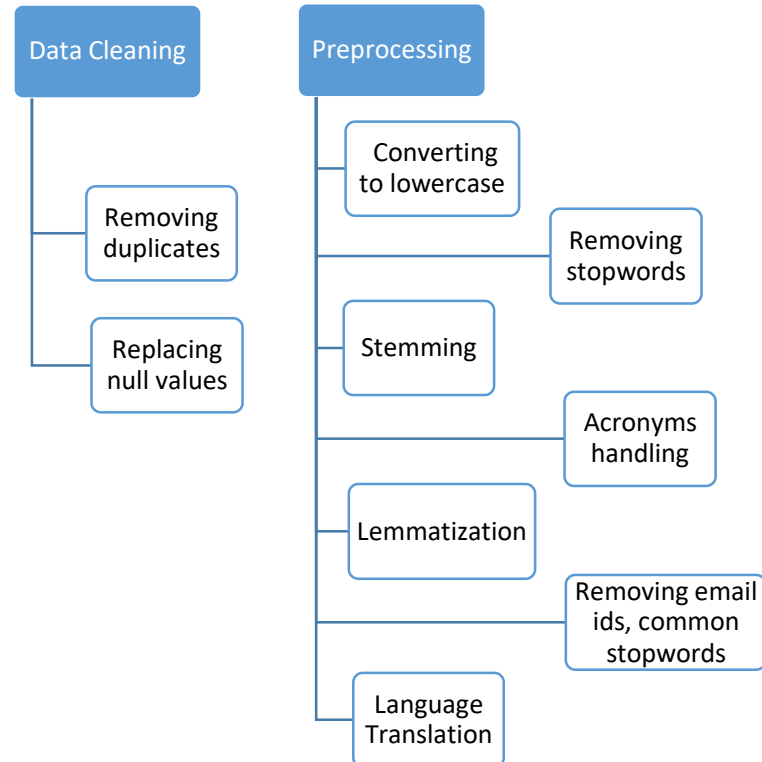 Data Cleaning
Removing
duplicates
Replacing
null values
Preprocessing
Converting
to lowercase
Removing
stopwords
Stemming
Acronyms
handling
Lemmatization
Removing email
ids, common
stopwords
Language
Translation